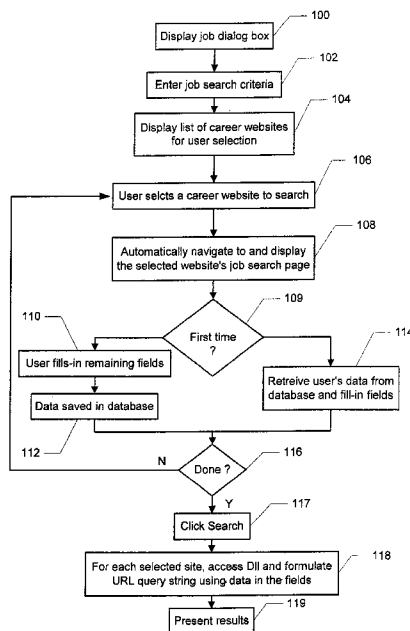 100
Display job dialog box
102
Enter job search criteria
104
Display list of career websites
for user selection
106
User selcts a career website to search
108
Automatically navigate to and display
the selected website's job search page
109
First time
?
110
User fills-in remaining fields
114
Retreive user's data from
database and fill-in fields
Data saved in database
112
N
Done ?
116
Y
117
Click Search
118
For each selected site, access Dll and formulate
URL query string using data in the fields
119
Present results